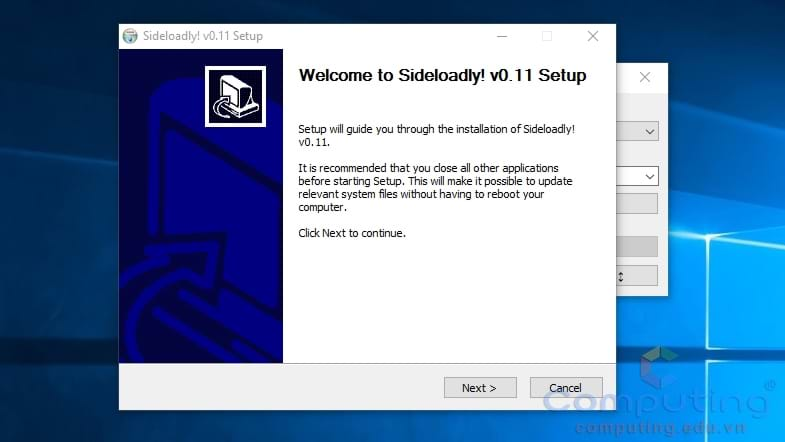 Sideloadly! v0.11 Setup
Welcome to Sideloadly! v0.11 Setup
Setup will guide you through the installation of Sideloadly!
v0.11.
It is recommended that you close all other applications
before starting Setup. This will make it possible to update
relevant system files without having to reboot your
computer.
Click Next to continue.
Next >
Cancel
Computing®
computing.edu.vn